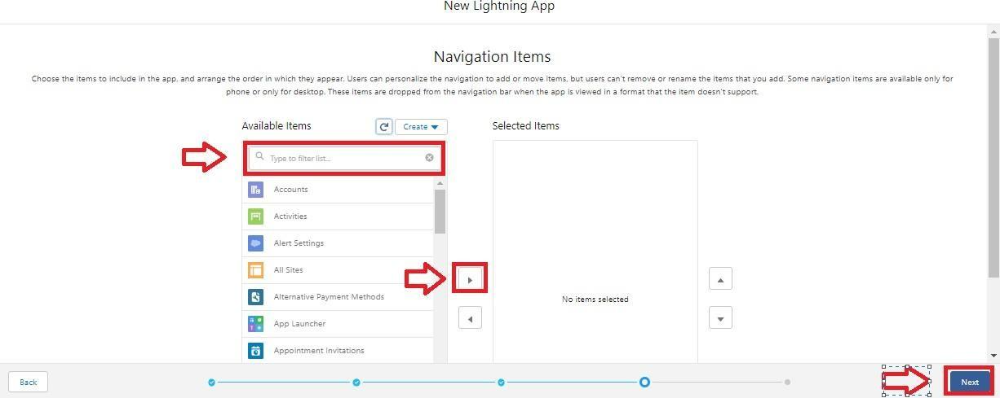 New Lightning App
Navigation Items
Choose the items to include in the app, and arrange the order in which they appear. Users can personalize the navigation to add or move items, but users can't remove or rename the items that you add. Some navigation items are available only for
phone or only for desktop. These items are dropped from the navigation bar when the app is viewed in a format that the item doesn't support.
Available Items
Create
Selected Items
Type to filter list...
Accounts
Activities
Alert Settings
All Sites
Alternative Payment Methods
App Launcher
Appointment Invitations
No items selected
Back
Next